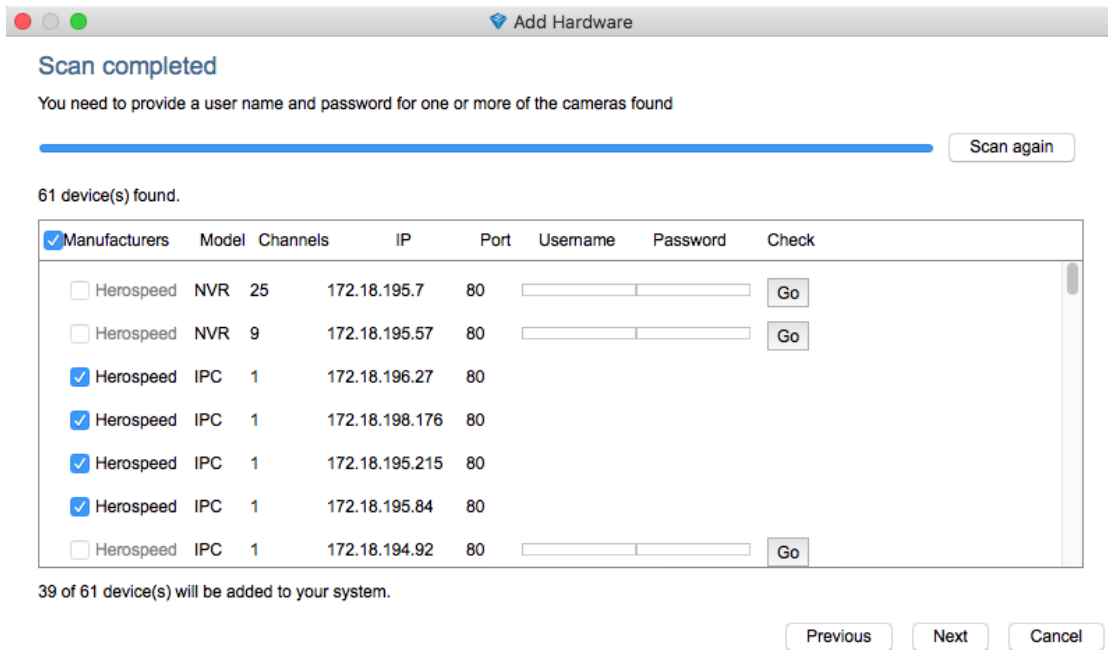 Add Hardware
Scan completed
You need to provide a user name and password for one or more of the cameras found
Scan again
61 device(s) found.
Manufacturers Model Channels IP Port Username Password Check
Herospeed NVR 25 172.18.195.7 80 Go
Herospeed NVR 9 172.18.195.57 80 Go
Herospeed IPC 1 172.18.196.27 80
Herospeed IPC 1 172.18.198.176 80
Herospeed IPC 1 172.18.195.215 80
Herospeed IPC 1 172.18.195.84 80
Herospeed IPC 1 172.18.194.92 80 Go
39 of 61 device(s) will be added to your system.
Previous Next Cancel